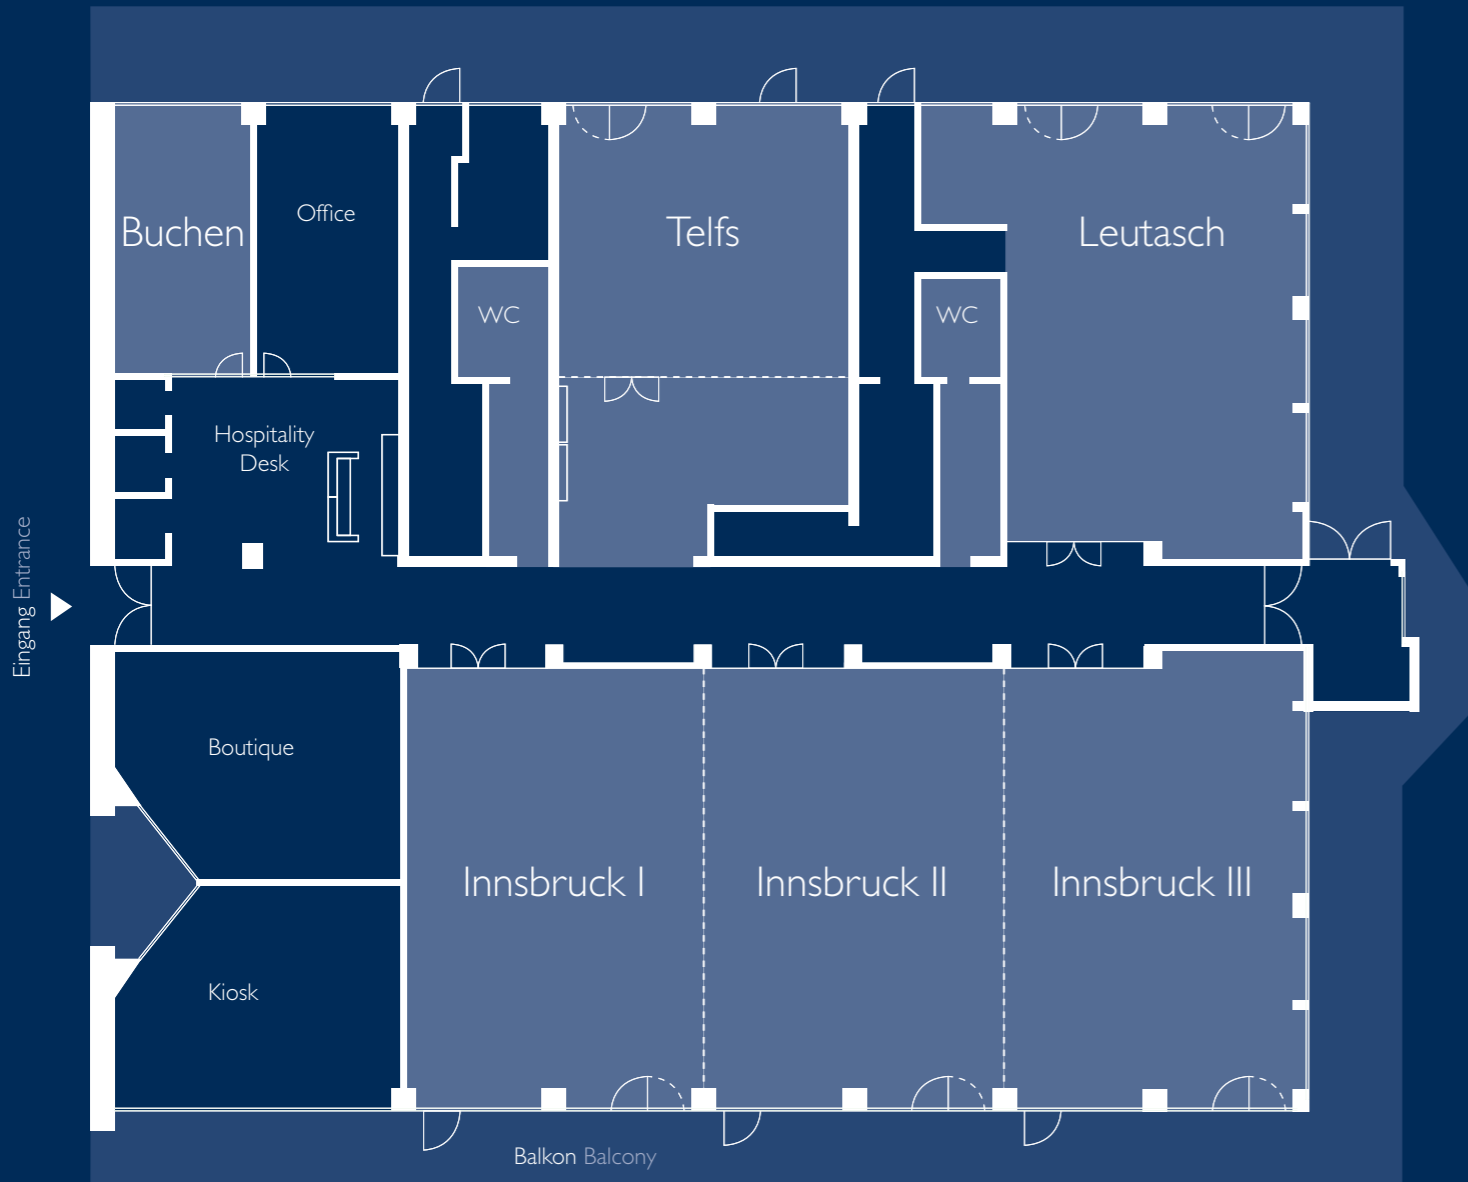 Buchen
Office
Telfs
Leutasch
WC
WC
Hospitality
Desk
Eingang Entrance
Boutique
Innsbruck I
Innsbruck II
Innsbruck III
Kiosk
Balkon Balcony